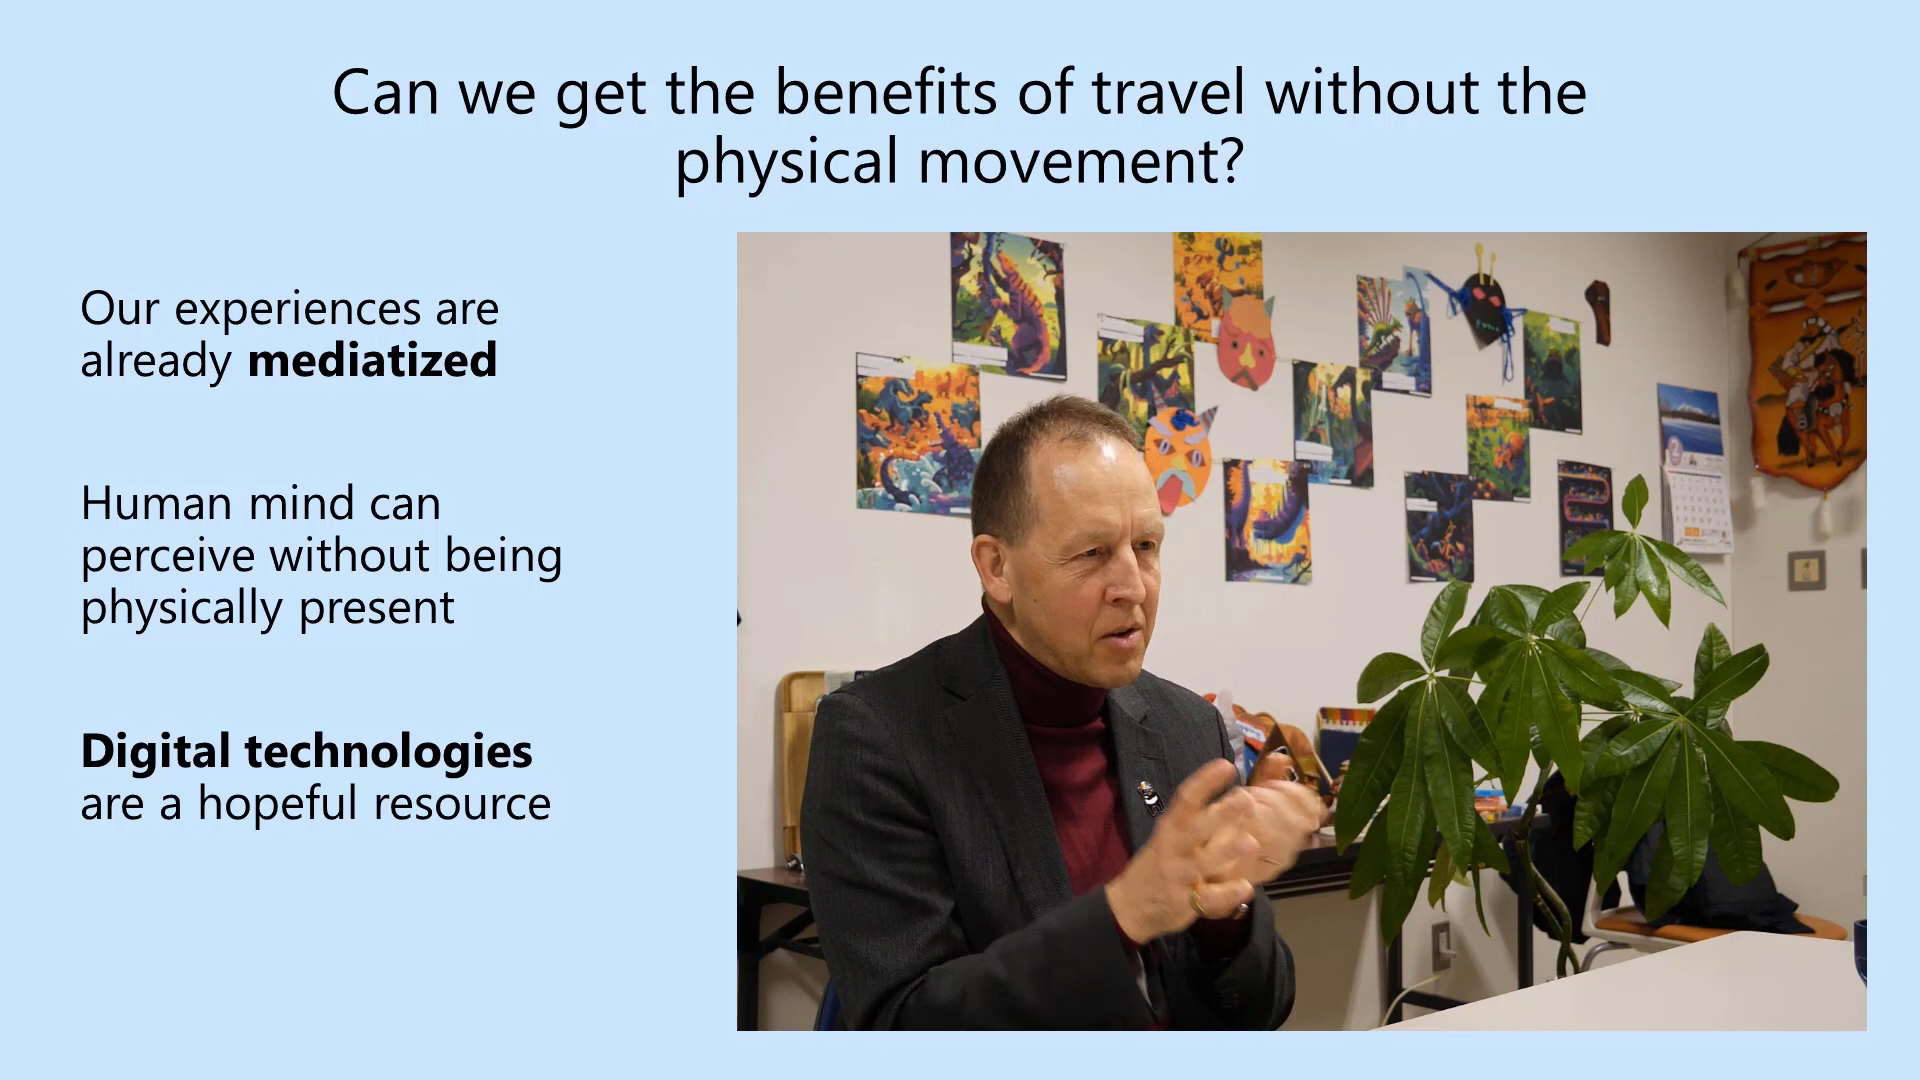 Can we get the benefits of travel without the
physical movement?
Our experiences are
already mediatized
Human mind can
perceive without being
physically present
Digital technologies
are a hopeful resource